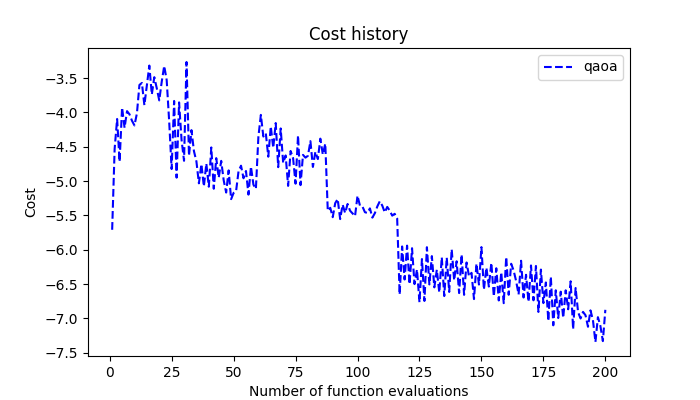 Cost history
qaoa
Cost
−3.5
−4.0
−4.5
−5.0
−5.5
−6.0
−6.5
−7.0
−7.5
0 25 50 75 100 125 150 175 200
Number of function evaluations